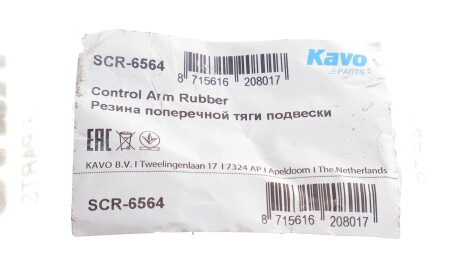 SCR-6564
8 715616 208017
Kavo
PARTS
Control Arm Rubber
Резина поперечной тяги подвески
EAC
KAVO B.V. I Tweelingenlaan 17 I 7324 AP I Apeldoorn I The Netherlands
SCR-6564
8 715616 208017